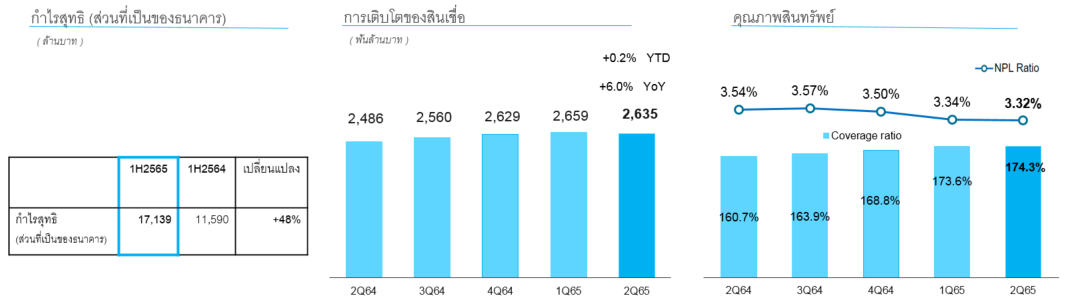 กำไรสุทธิ (ส่วนที่เป็นของธนาคาร)
( ล้านบาท )
1H2565 1H2564 เปลี่ยนแปลง
กำไรสุทธิ 17,139 11,590 +48%
(ส่วนที่เป็นของธนาคาร)
การเติบโตของสินเชื่อ
( พันล้านบาท )
+0.2% YTD
+6.0% YoY
2,486 2,560 2,629 2,659 2,635
2Q64 3Q64 4Q64 1Q65 2Q65
คุณภาพสินทรัพย์
NPL Ratio
3.54% 3.57% 3.50% 3.34% 3.32%
Coverage ratio
160.7% 163.9% 168.8% 173.6% 174.3%
2Q64 3Q64 4Q64 1Q65 2Q65